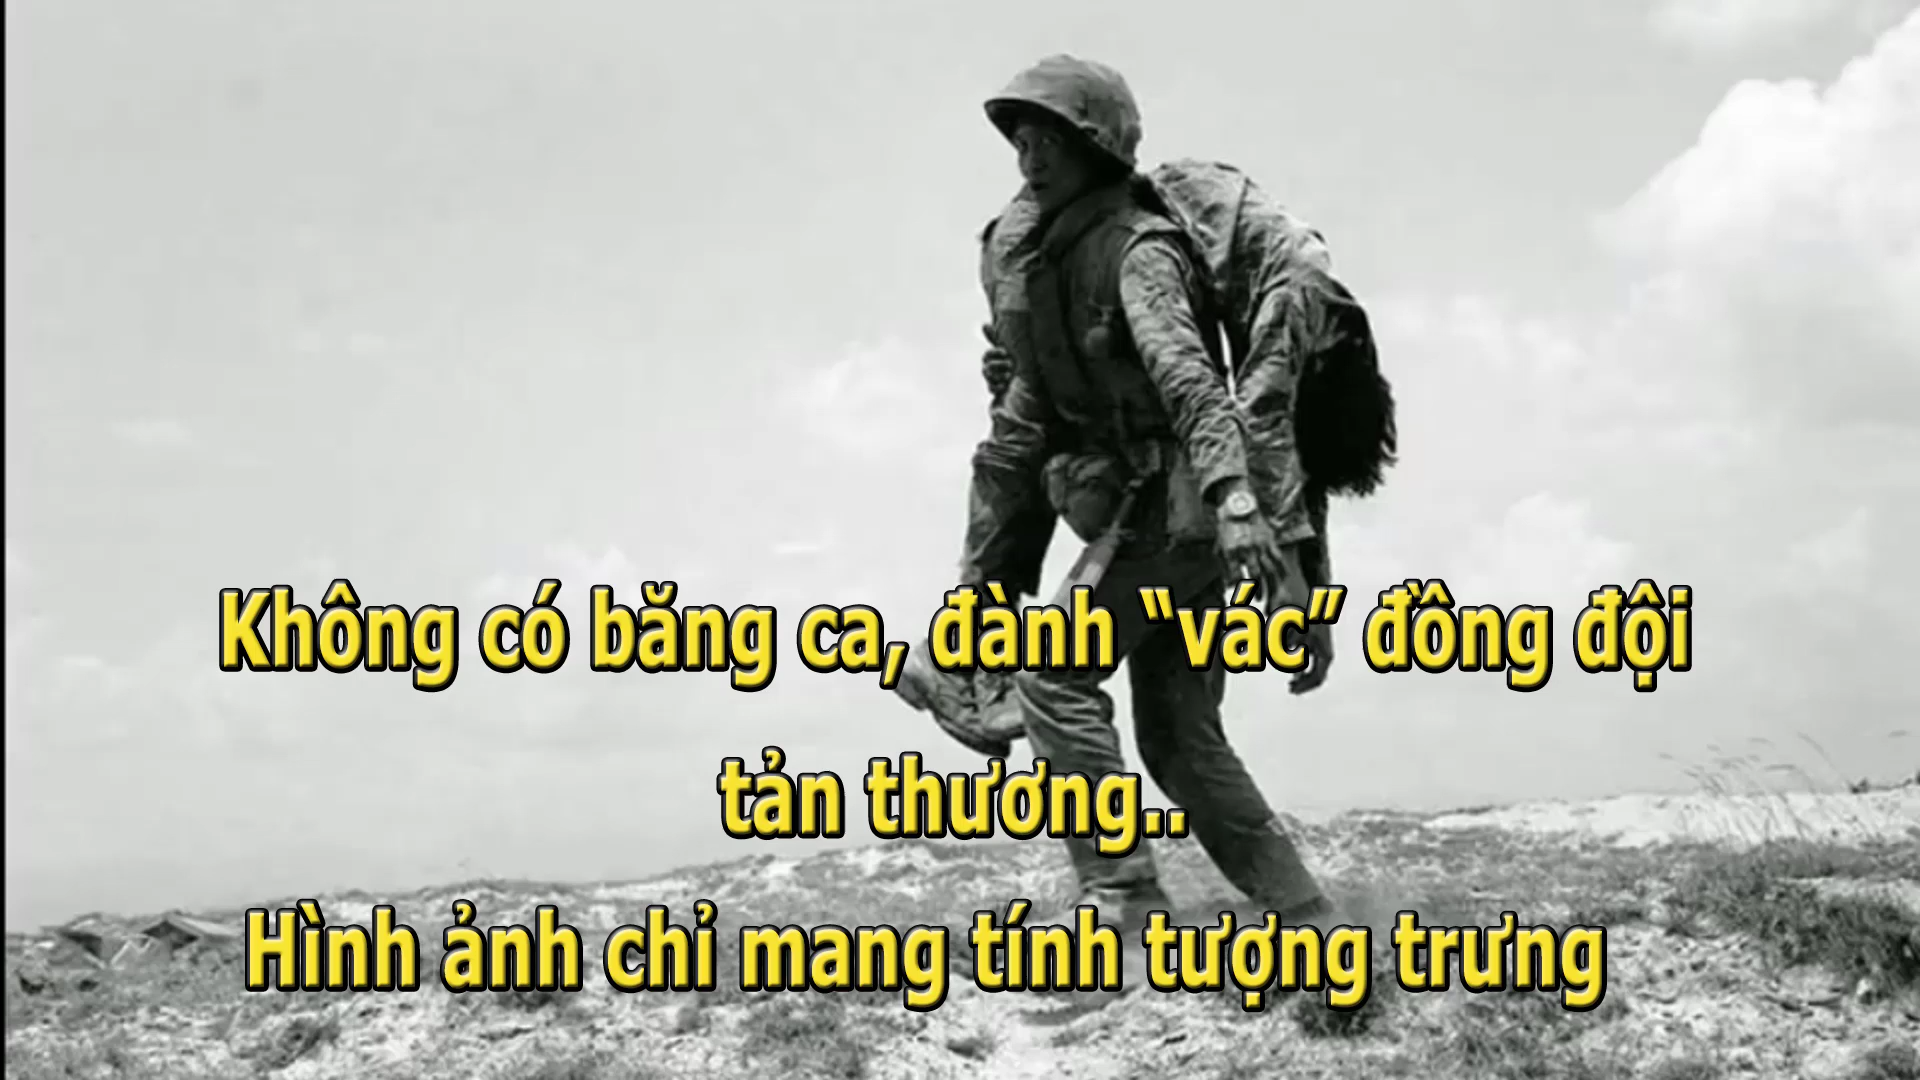 Không có băng ca, đành “vác” đồng đội
tản thương..
Hình ảnh chỉ mang tính tượng trưng